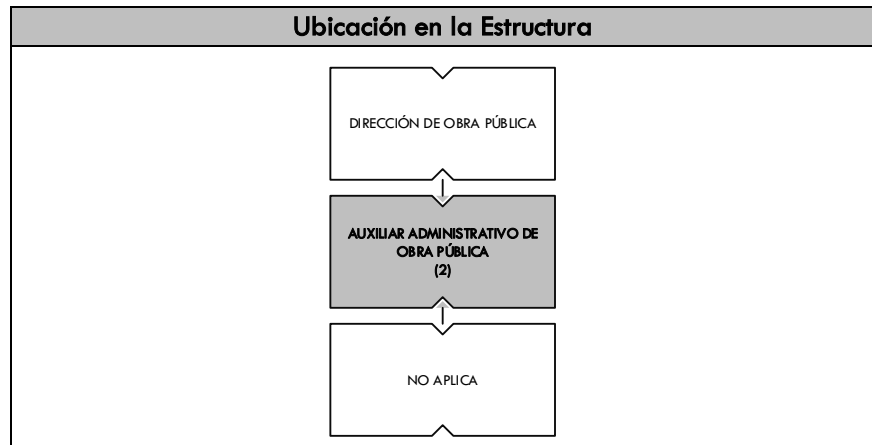 Ubicación en la Estructura
DIRECCIÓN DE OBRA PÚBLICA
AUXILIAR ADMINISTRATIVO DE
OBRA PÚBLICA
(2)
NO APLICA